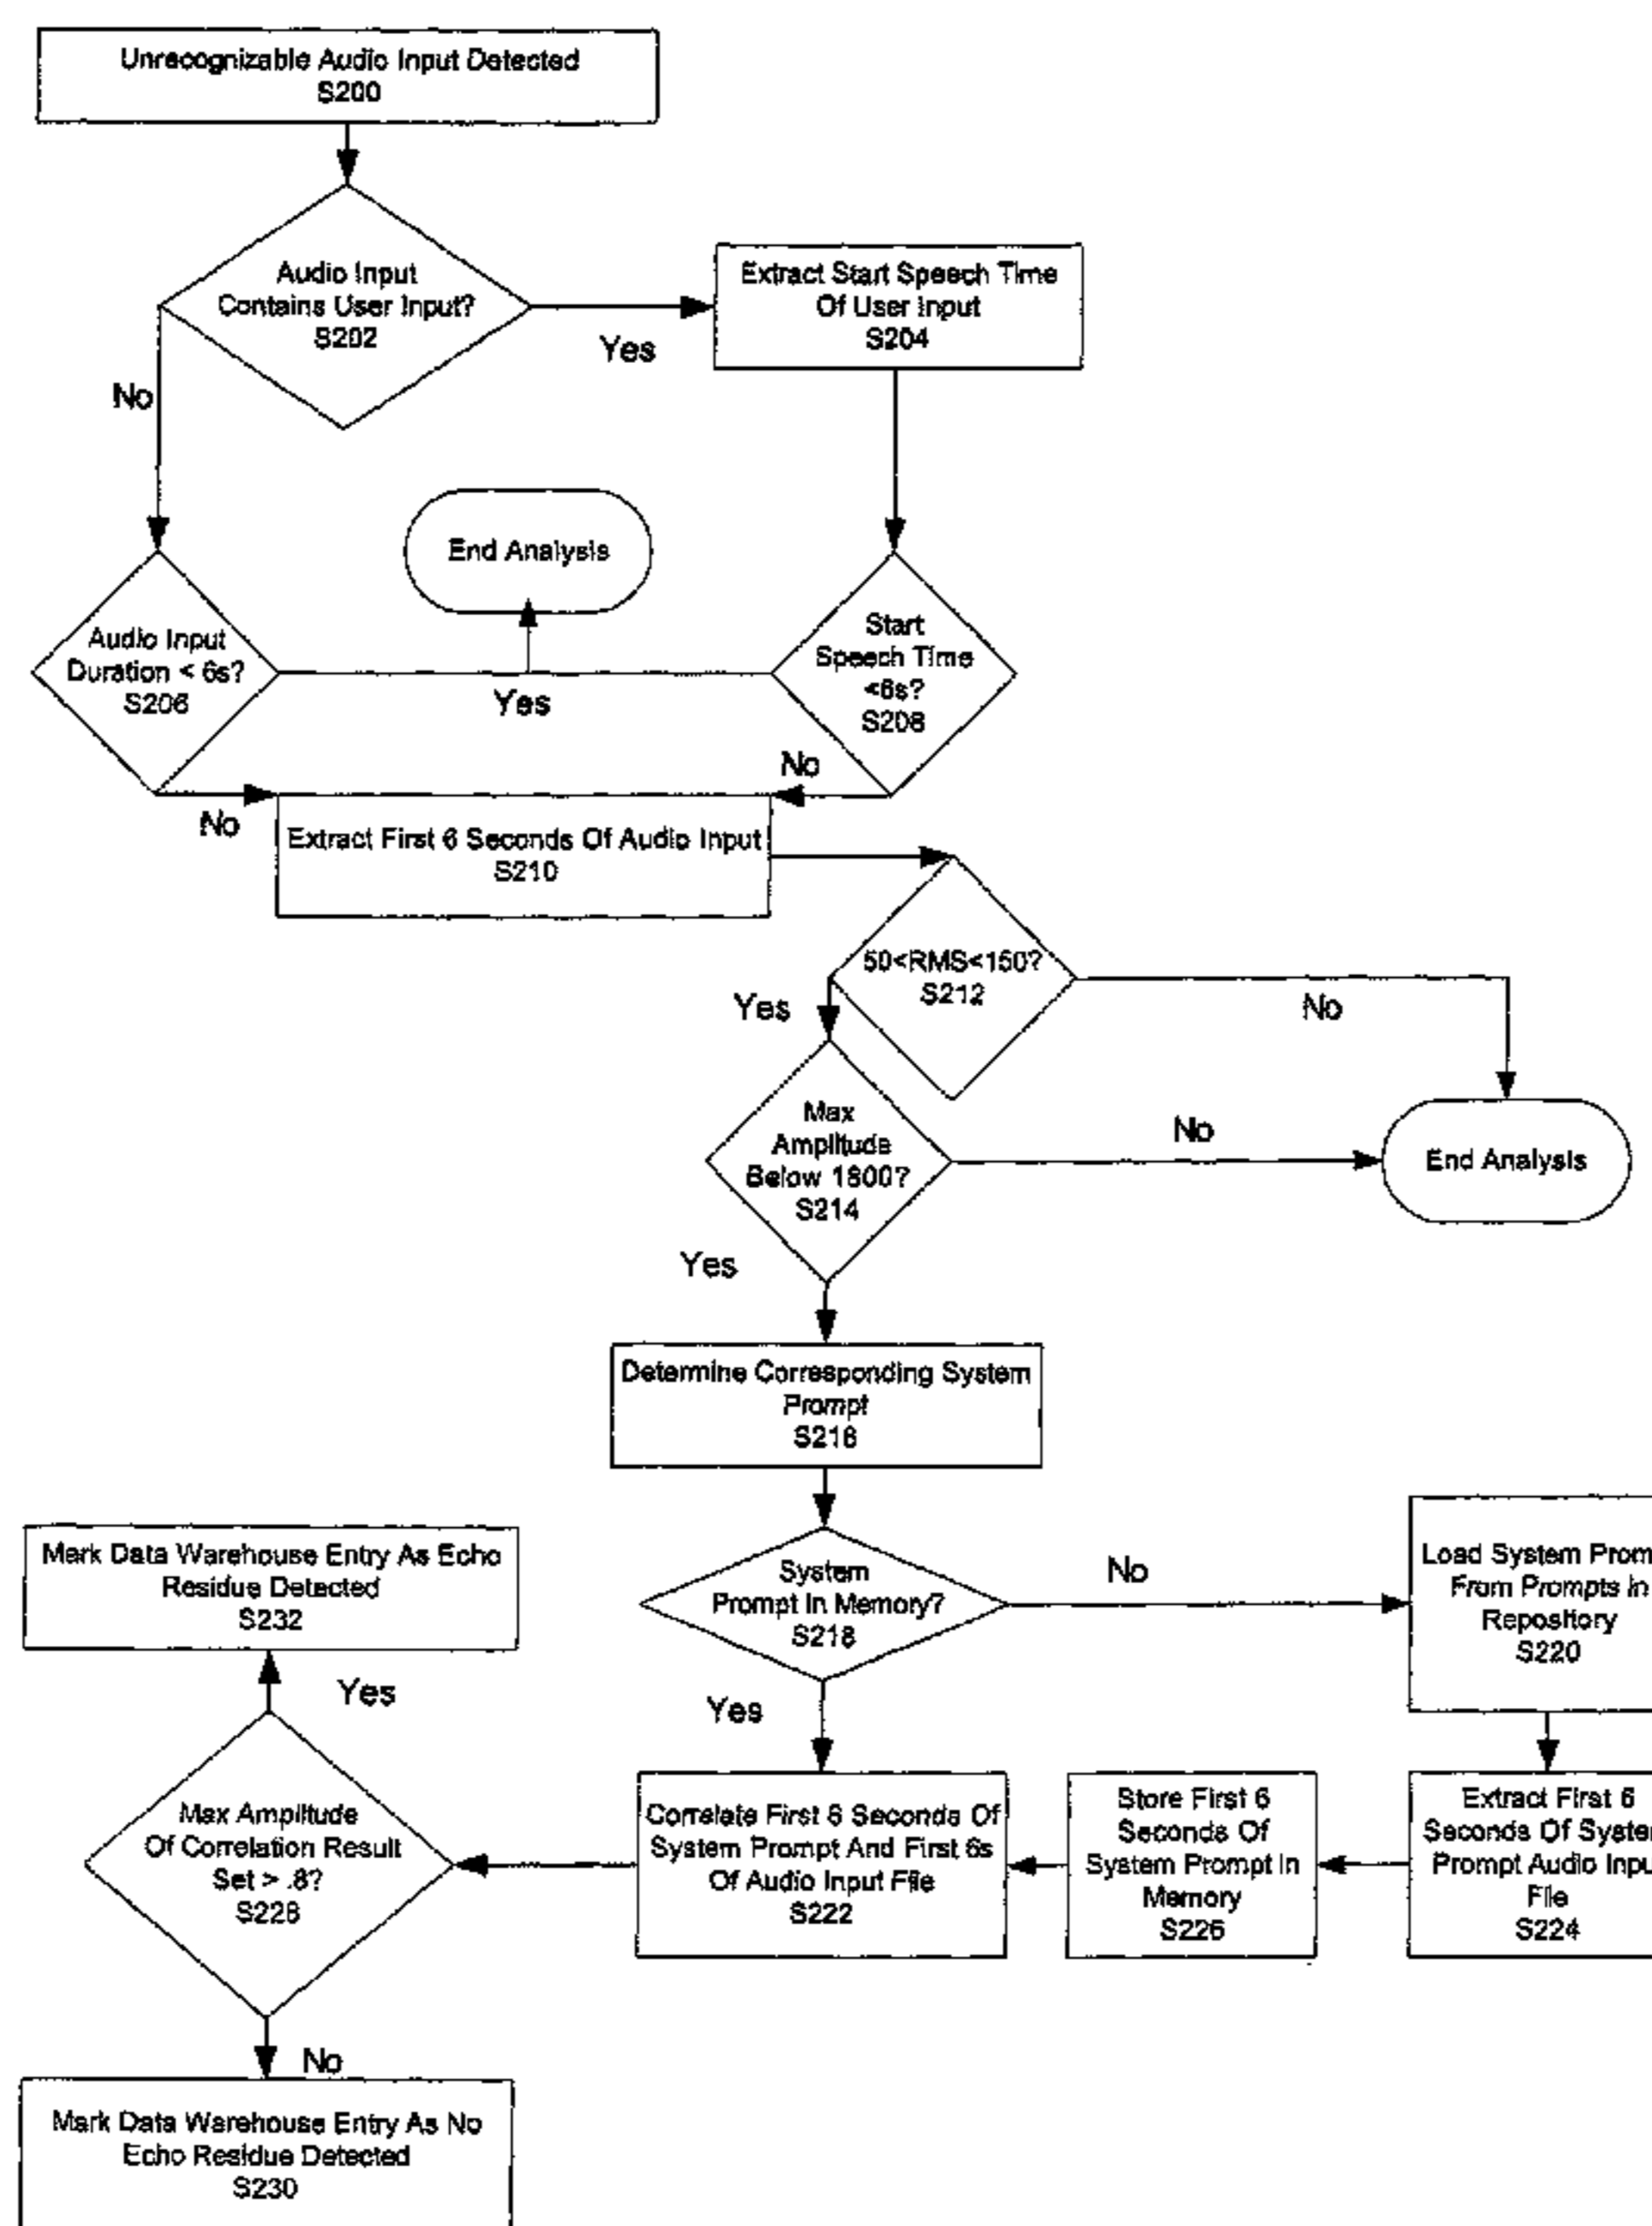 Unrecognizable Audio Input Detected
S200
Audio Input
Contains User Input?
S202
Yes
No
Extract Start Speech Time
Of User Input
S204
End Analysis
Audio Input
Duration < 6s?
S206
Yes
Start
Speech Time
<6s?
S208
No
No
Extract First 6 Seconds Of Audio Input
S210
50<RMS<150?
S212
Yes
No
Max
Amplitude
Below 1800?
S214
No
End Analysis
Yes
Determine Corresponding System
Prompt
S216
System
Prompt In Memory?
S218
No
Load System Prom
From Prompts In
Repository
S220
Mark Data Warehouse Entry As Echo
Residue Detected
S232
Yes
Yes
Max Amplitude
Of Correlation Result
Set > .8?
S228
Correlate First 6 Seconds Of
System Prompt And First 6s
Of Audio Input File
S222
Store First 6
Seconds Of
System Prompt In
Memory
S226
Extract First 6
Seconds Of System
Prompt Audio Inpu
File
S224
No
Mark Data Warehouse Entry As No
Echo Residue Detected
S230